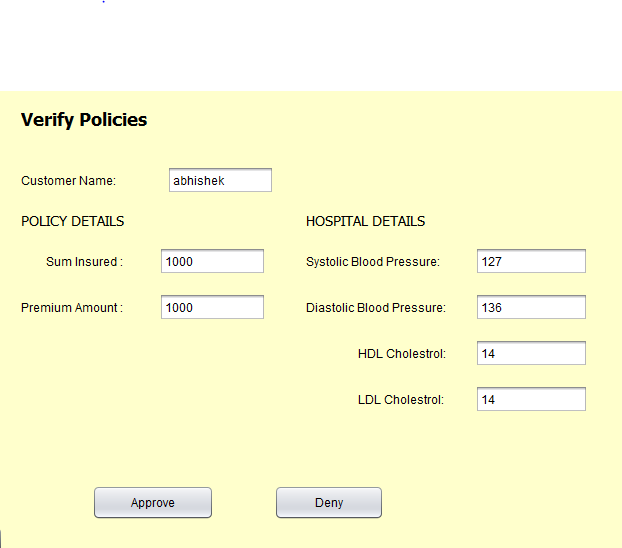 Verify Policies
Customer Name: abhishek
POLICY DETAILS HOSPITAL DETAILS
Sum Insured : 1000 Systolic Blood Pressure: 127
Premium Amount : 1000 Diastolic Blood Pressure: 136
HDL Cholestrol: 14
LDL Cholestrol: 14
Approve Deny